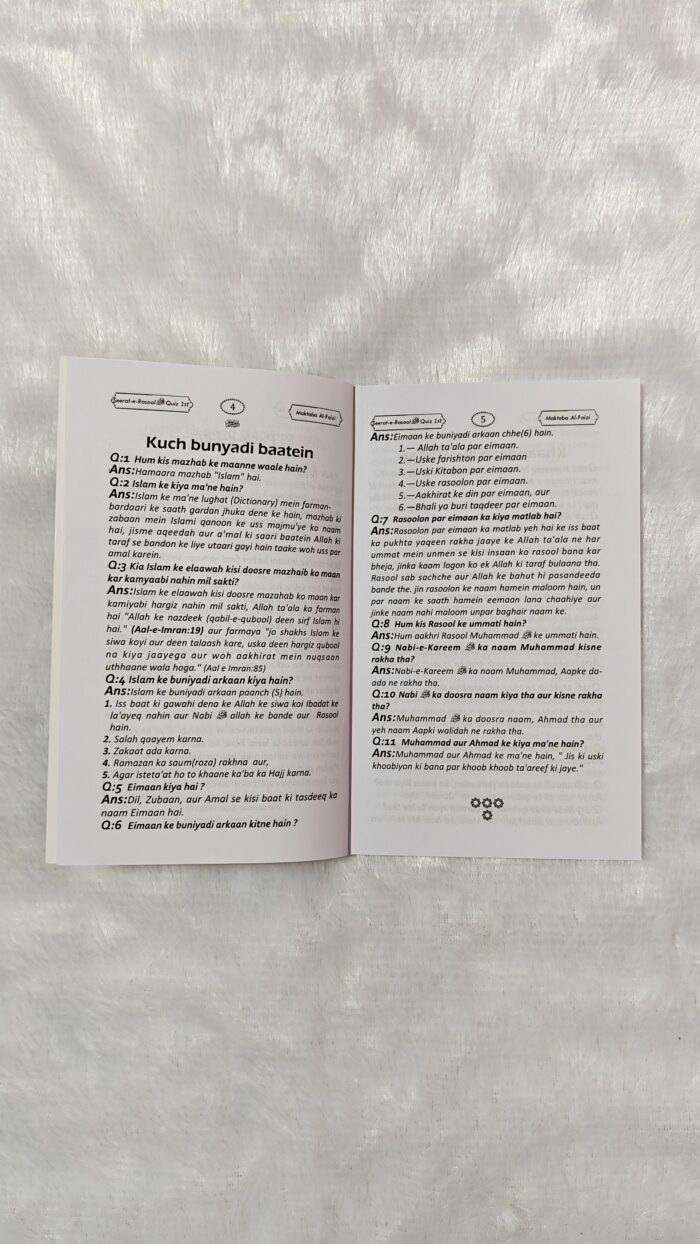 Seerat-e-Rasool ﷺ Quiz 1st
4
Maktaba Al-Faizi
Kuch bunyadi baatein
Q:1 Hum kis mazhab ke maanne waale hain?
Ans:Hamaara mazhab "Islam" hai.
Q:2 Islam ke kiya ma'ne hain?
Ans:Islam ke ma'ne lughat (Dictionary) mein farman-
bardaari ke saath gardan jhuka dene ke hain, mazhab ki
zabaan mein Islami qanoon ke uss majmu'ye ka naam
hai, jisme aqeedah aur a'mal ki saari baatein Allah ki
taraf se bandon ke liye utaari gayi hain taake woh uss par
amal karein.
Q:3 Kia Islam ke elaawah kisi doosre mazhaib ko maan
kar kamyaabi nahin mil sakti?
Ans:Islam ke elaawah kisi doosre mazahab ko maan kar
kamiyabi hargiz nahin mil sakti, Allah ta'ala ka farman
hai "Allah ke nazdeek (qabil-e-qubool) deen sirf Islam hi
hai." (Aal-e-Imran:19) aur farmaya "jo shakhs Islam ke
siwa koyi aur deen talaash kare, uska deen hargiz qubool
na kiya jaayega aur woh aakhirat mein nuqsaan
uthhaane wala hoga." (Aal e Imran:85)
Q:4 Islam ke buniyadi arkaan kiya hain?
Ans:Islam ke buniyadi arkaan paanch (5) hain.
1. Iss baat ki gawahi dena ke Allah ke siwa koi Ibadat ke
la'ayeq nahin aur Nabi ﷺ allah ke bande aur Rasool
hain.
2. Salah qaayem karna.
3. Zakaat ada karna.
4. Ramazan ka saum(roza) rakhna aur,
5. Agar isteta'at ho to khaane ka'ba ka Hajj karna.
Q:5 Eimaan kiya hai ?
Ans:Dil, Zubaan, aur Amal se kisi baat ki tasdeeq ka
naam Eimaan hai.
Q:6 Eimaan ke buniyadi arkaan kitne hain ?
Seerat-e-Rasool ﷺ Quiz 1st
5
Maktaba Al-Faizi
Ans:Eimaan ke buniyadi arkaan chhe(6) hain.
1.— Allah ta'ala par eimaan.
2.—Uske farishton par eimaan
3.—Uski Kitabon par eimaan.
4.—Uske rasoolon par eimaan.
5.—Aakhirat ke din par eimaan, aur
6.—Bhali ya buri taqdeer par eimaan.
Q:7 Rasoolon par eimaan ka kiya matlab hai?
Ans:Rasoolon par eimaan ka matlab yeh hai ke iss baat
ka pukhta yaqeen rakha jaaye ke Allah ta'ala ne har
ummat mein unmen se kisi insaan ko rasool bana kar
bheja, jinka kaam logon ko ek Allah ki taraf bulaana tha.
Rasool sab sachche aur Allah ke bahut hi pasandeeda
bande the. jin rasoolon ke naam hamein maloom hain, un
par naam ke saath hamein eemaan lana chaahiye aur
jinke naam nahi maloom unpar baghair naam ke.
Q:8 Hum kis Rasool ke ummati hain?
Ans:Hum aakhri Rasool Muhammad ﷺ ke ummati hain.
Q:9 Nabi-e-Kareem ﷺ ka naam Muhammad kisne
rakha tha?
Ans:Nabi-e-Kareem ﷺ ka naam Muhammad, Aapke da-
ada ne rakha tha.
Q:10 Nabi ﷺ ka doosra naam kiya tha aur kisne rakha
tha?
Ans:Muhammad ﷺ ka doosra naam, Ahmad tha aur
yeh naam Aapki walidah ne rakha tha.
Q:11 Muhammad aur Ahmad ke kiya ma'ne hain?
Ans:Muhammad aur Ahmad ke ma'ne hain, " Jis ki uski
khoobiyon ki bana par khoob khoob ta'areef ki jaye."